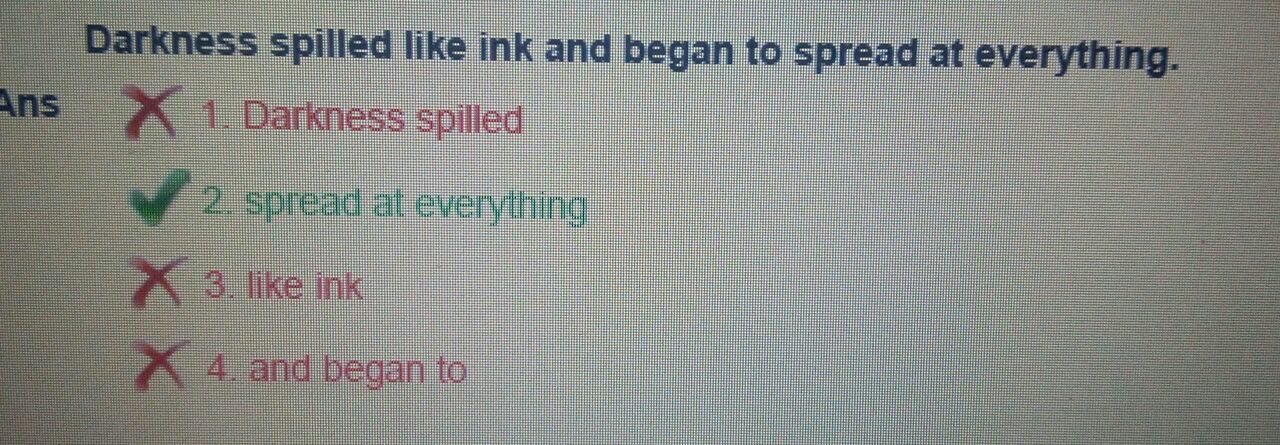 Darkness spilled like ink and began to spread at everything.
Ans
1. Darkness spilled
2. spread at everything
3. like ink
4. and began to